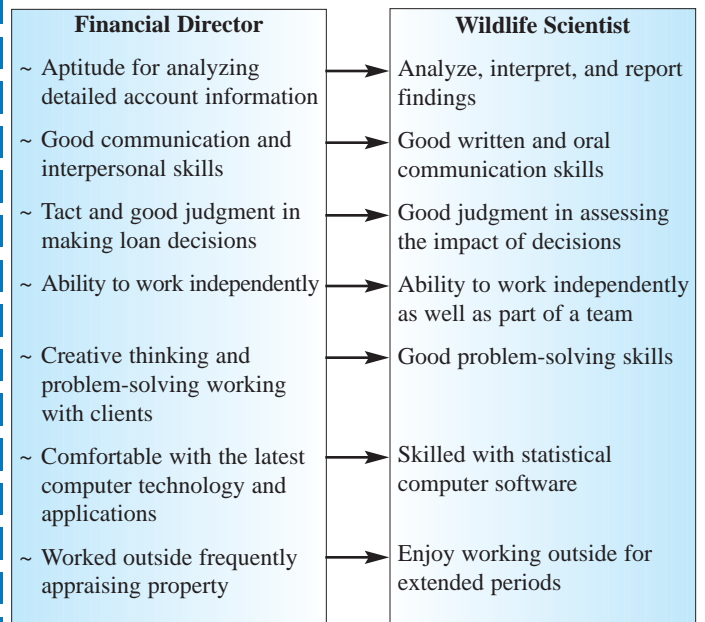 Financial Director
~ Aptitude for analyzing
detailed account information
~ Good communication and
interpersonal skills
~ Tact and good judgment in
making loan decisions
~ Ability to work independently
~ Creative thinking and
problem-solving working
with clients
~ Comfortable with the latest
computer technology and
applications
~ Worked outside frequently
appraising property
Wildlife Scientist
Analyze, interpret, and report
findings
Good written and oral
communication skills
Good judgment in assessing
the impact of decisions
Ability to work independently
as well as part of a team
Good problem-solving skills
Skilled with statistical
computer software
Enjoy working outside for
extended periods